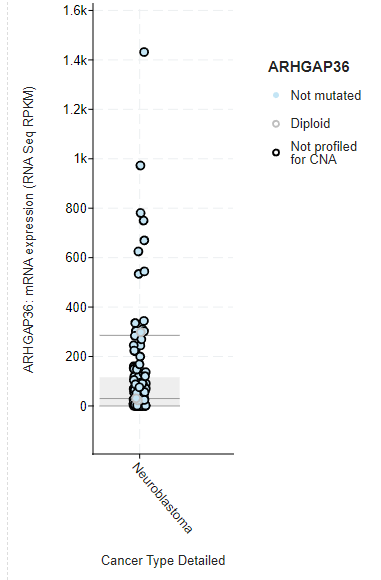 1.6k
1.4k
1.2k
1k
800
600
400
200
0
ARHGAP36: mRNA expression (RNA Seq RPKM)
Neuroblastoma
Cancer Type Detailed
ARHGAP36
Not mutated
Diploid
Not profiled
for CNA